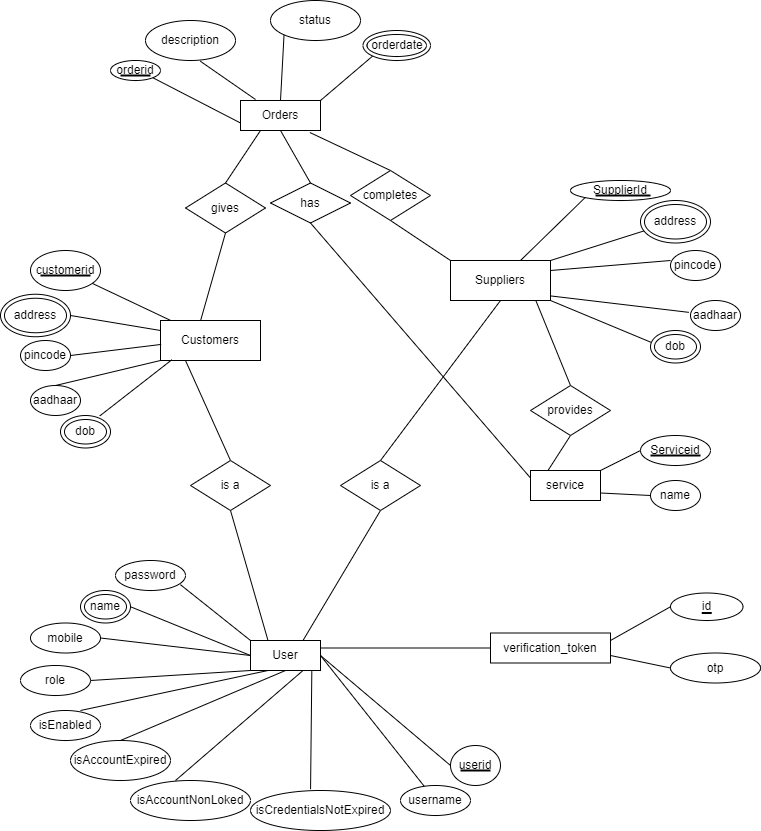 status
description
orderdate
orderid
Orders
SupplierId
completes
has
gives
address
pincode
Suppliers
customerid
address
aadhaar
Customers
dob
pincode
aadhaar
provides
dob
Serviceid
is a
is a
service
name
password
name
id
mobile
User
verification_token
otp
role
isEnabled
isAccountExpired
userid
isAccountNonLoked
username
isCredentialsNotExpired